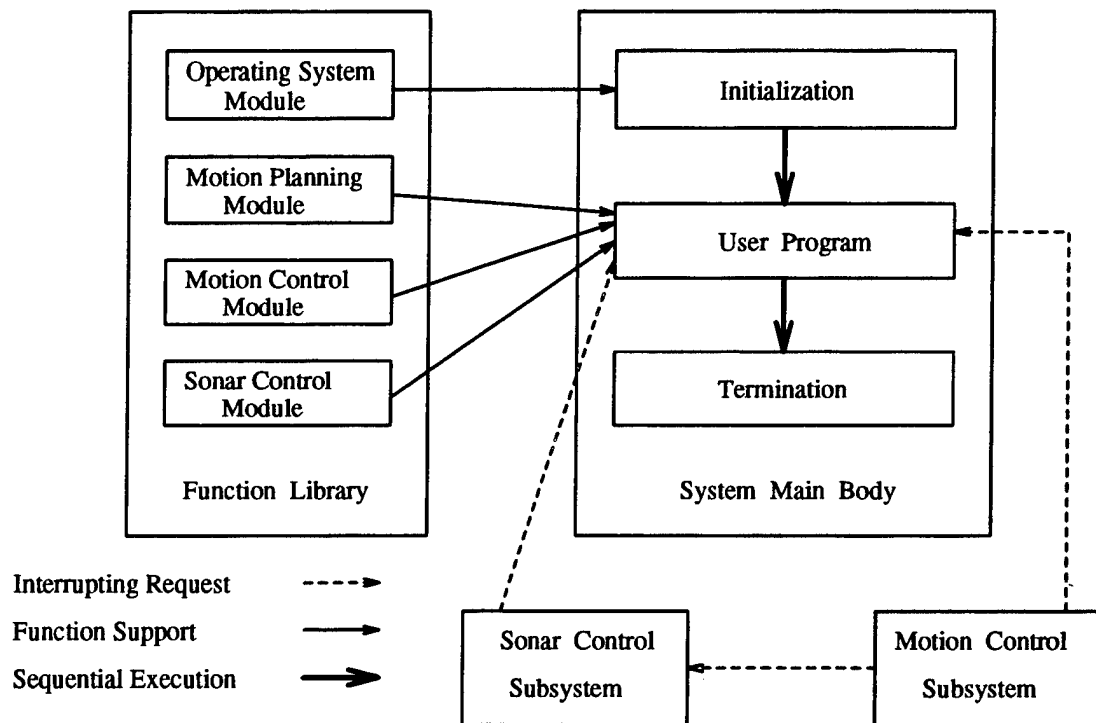 Operating System
Module
Motion Planning
Module
Motion Control
Module
Sonar Control
Module
Function Library
Initialization
User Program
Termination
System Main Body
Interrupting Request
Function Support
Sequential Execution
Sonar Control
Subsystem
Motion Control
Subsystem